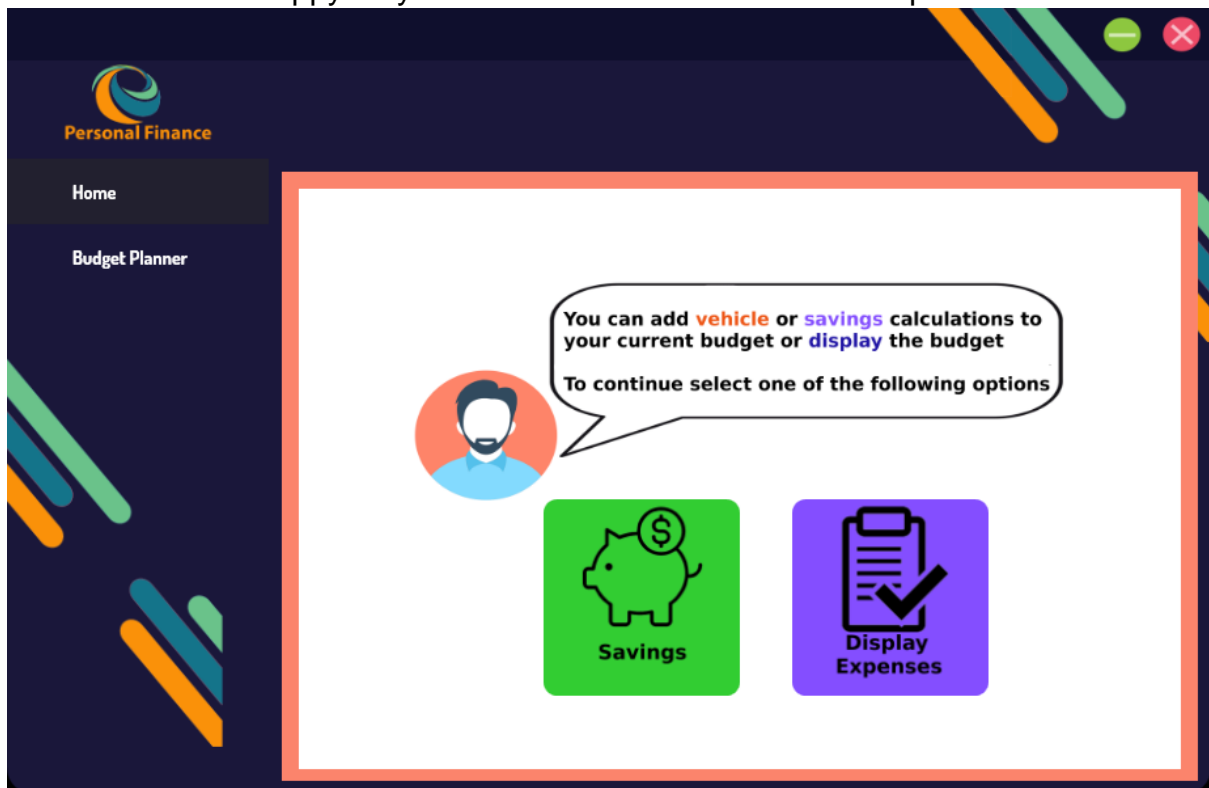 Personal Finance
Home
Budget Planner
You can add vehicle or savings calculations to
your current budget or display the budget
To continue select one of the following options
$
Savings
Display
Expenses